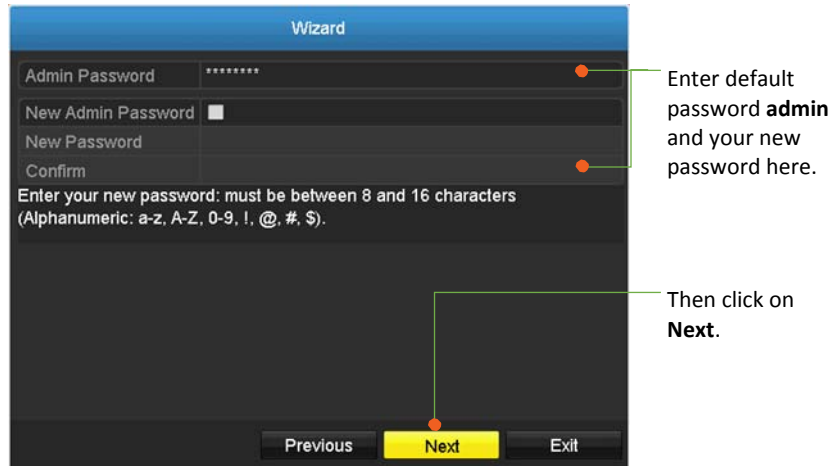 Wizard
Admin Password ********
New Admin Password
New Password
Confirm
Enter your new password: must be between 8 and 16 characters
(Alphanumeric: a-z, A-Z, 0-9, !, @, #, $).
Previous Next Exit
Enter default
password admin
and your new
password here.
Then click on
Next.